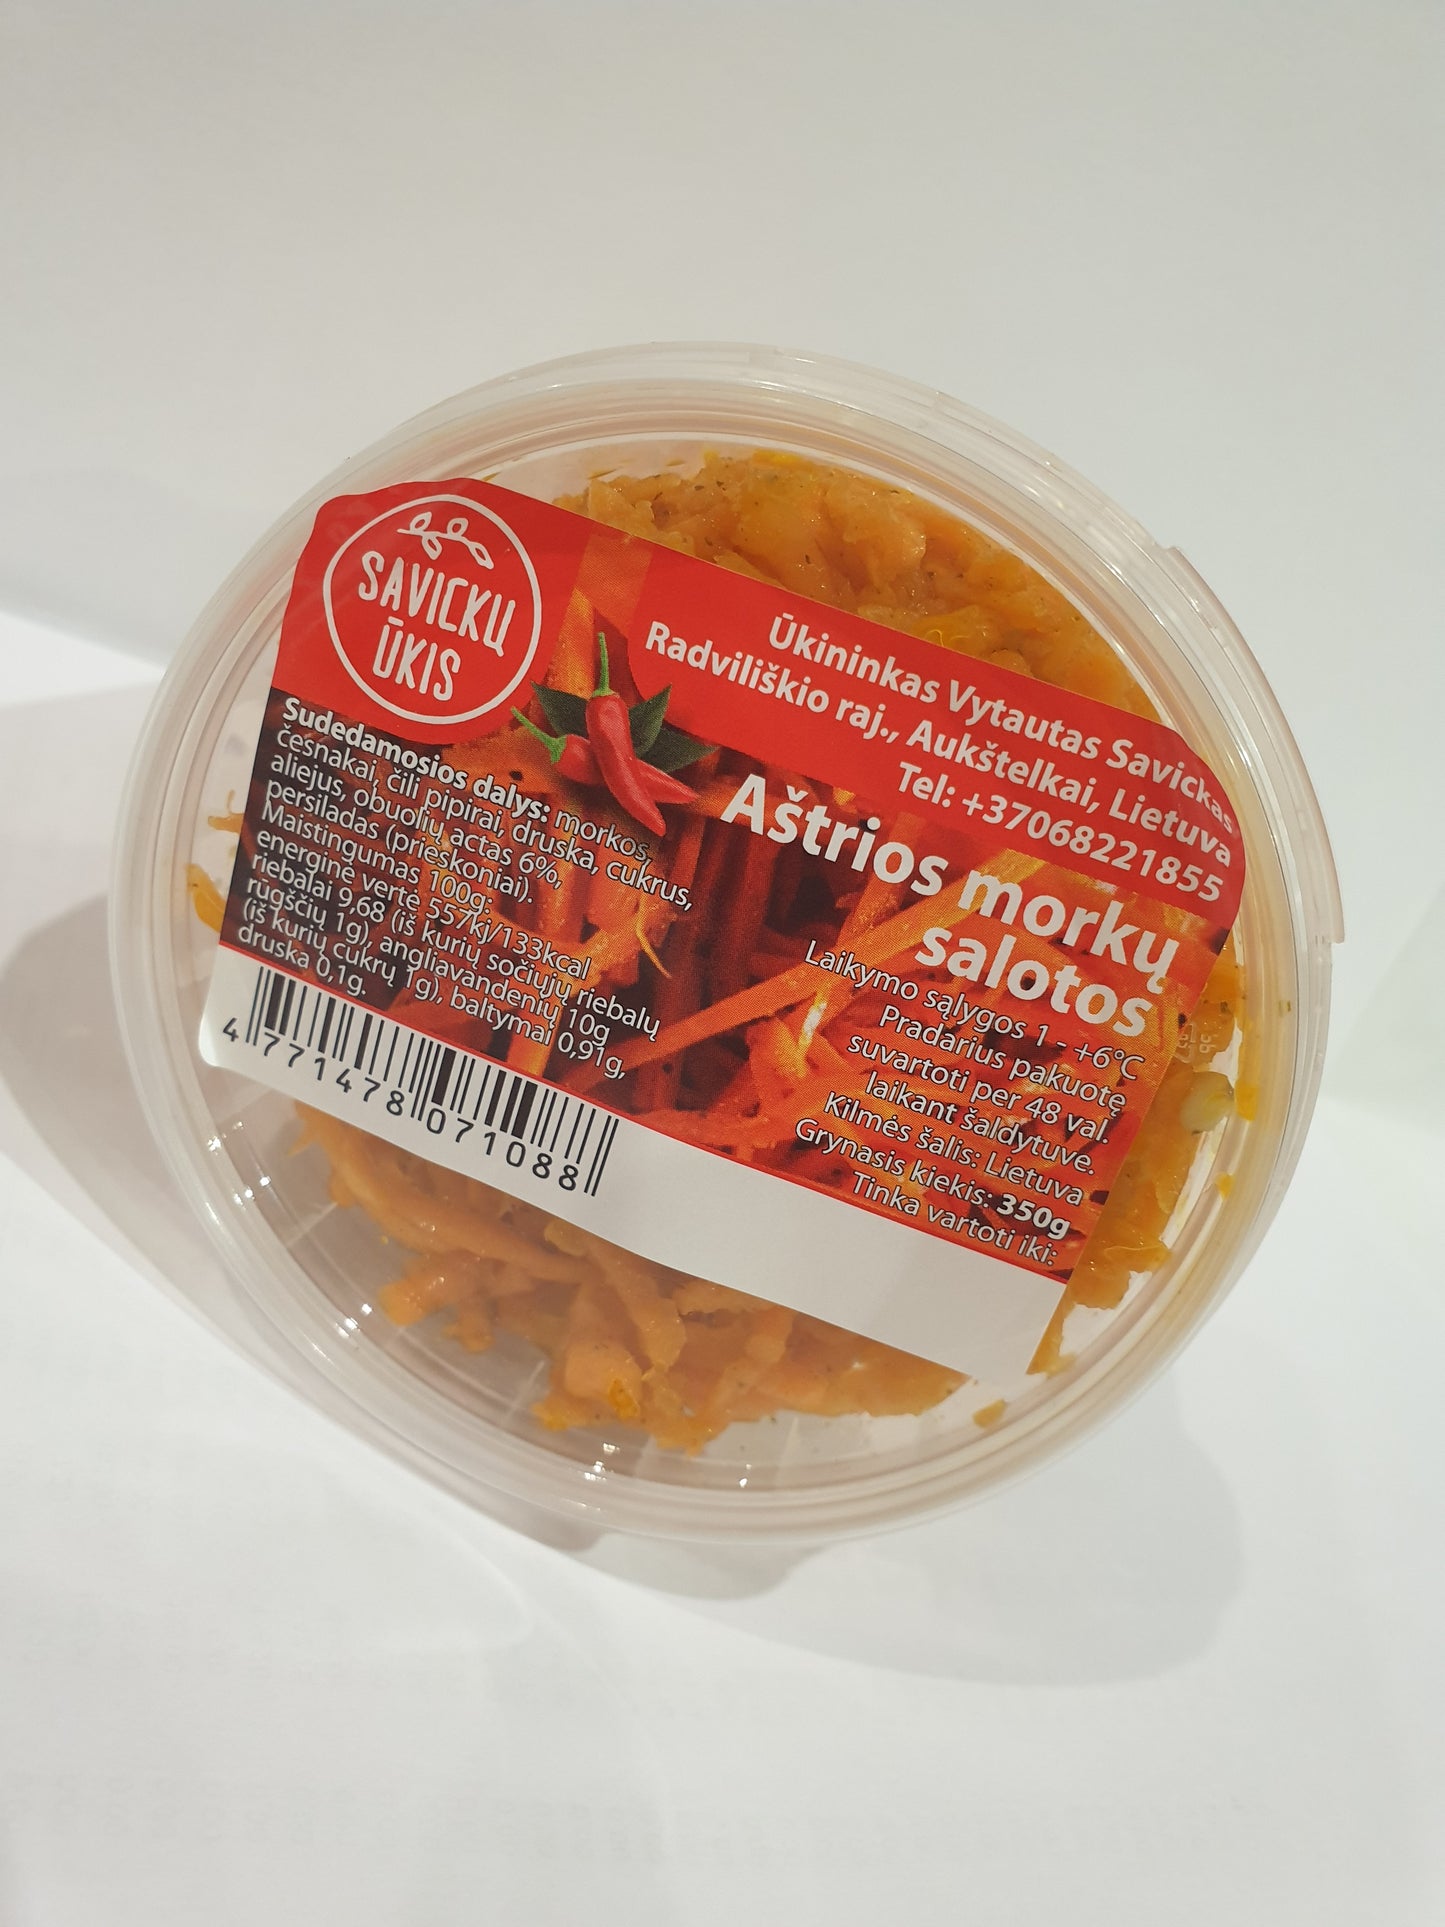 SAVICKŲ
ŪKIS
Ūkininkas Vytautas Savickas
Radviliškio raj., Aukštelkai, Lietuva
Tel: +37068221855
Aštrios morkų
salotos
Sudedamosios dalys: morkos,
česnakai, čili pipirai, druska, cukrus,
aliejus, obuolių actas 6%,
persiladas (prieskoniai).
Maistingumas 100g:
energinė vertė 557kj/133kcal
riebalai 9,68 (iš kurių sočiųjų riebalų
rūgščių 1g), angliavandenių 10g
(iš kurių cukrų 1g), baltymai 0,91g,
druska 0,1g.
Laikymo sąlygos 1 - +6°C
Pradarius pakuotę
suvartoti per 48 val.
laikant šaldytuve.
Kilmės šalis: Lietuva
Grynasis kiekis: 350g
Tinka vartoti iki:
4 771478 071088